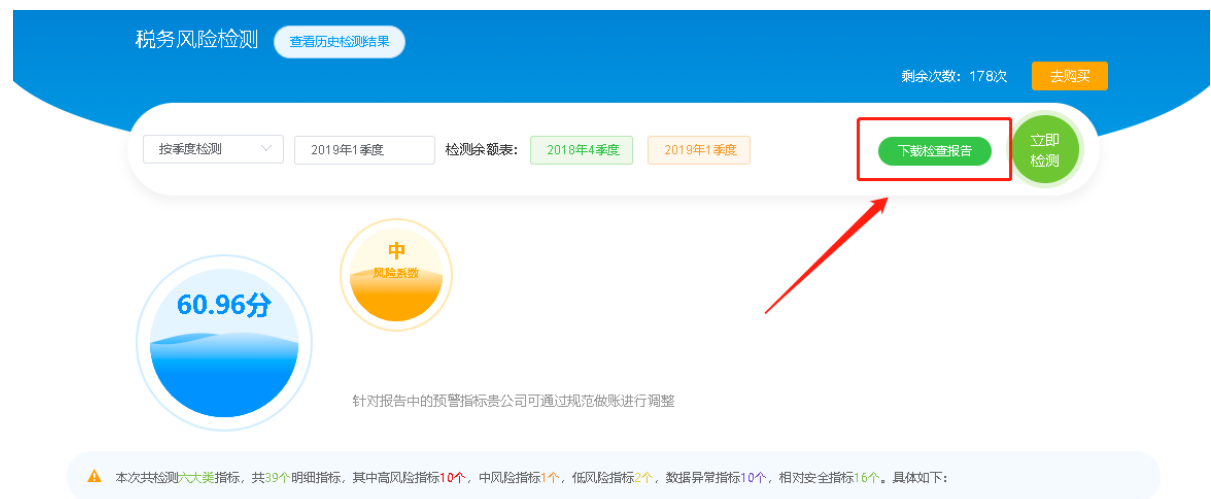 税务风险检测 查看历史检测结果
剩余次数：178次 去购买
按季度检测 2019年1季度 检测余额表： 2018年4季度 2019年1季度 下载检查报告 立即
检测
中
风险系数
60.96分
针对报告中的预警指标贵公司可通过规范做账进行调整
本次共检测六大类指标，共39个明细指标，其中高风险指标10个，中风险指标1个，低风险指标2个，数据异常指标10个，相对安全指标16个。具体如下：